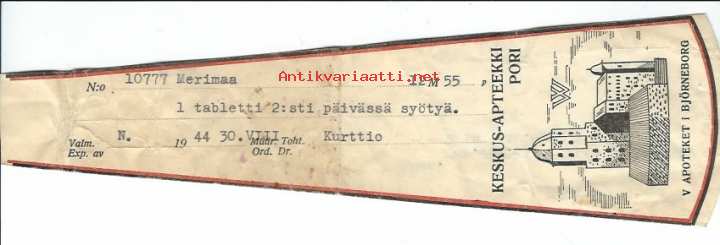 N:o 10777 Merimaa 12 M 55 p
Antikvariaatti.net
1 tabletti 2:sti päivässä syötyä.
Valm. N. 19 44 30.VIII Määr. Toht. Kurttio
Exp. av Ord. Dr.
KESKUS-APTEEKKI
PORI
V APOTEKET I BJÖRNEBORG